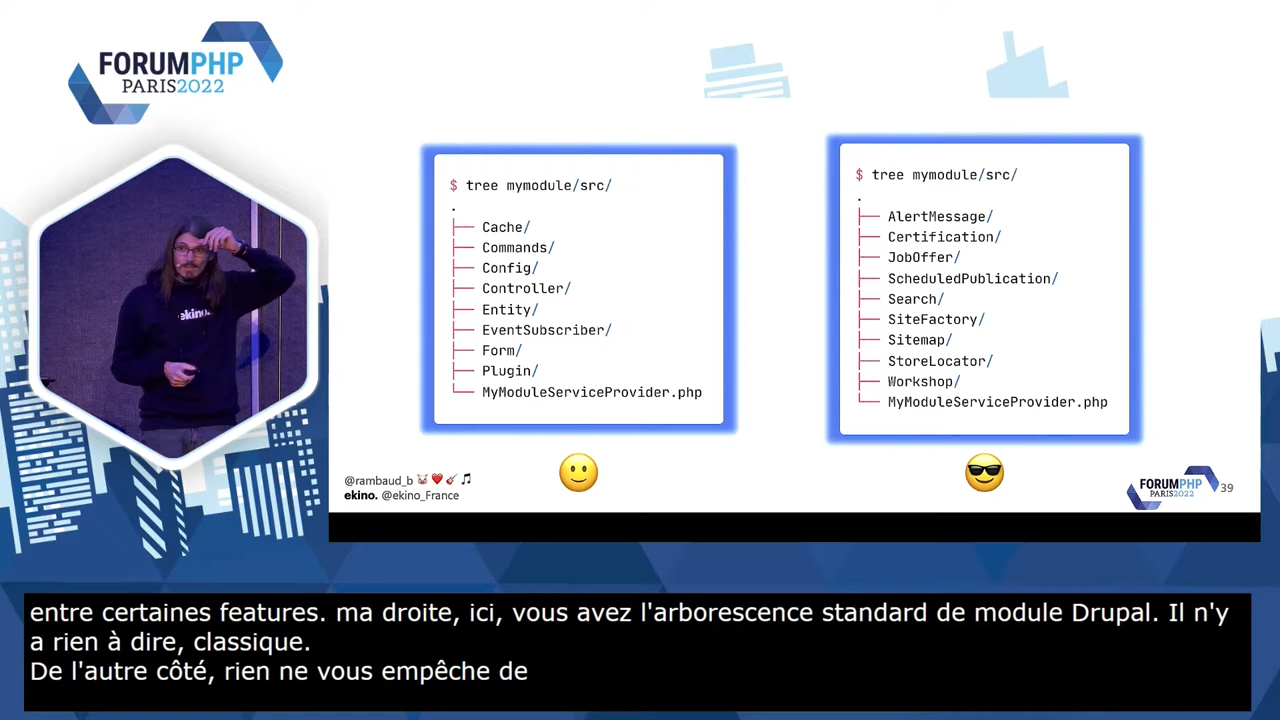 FORUMPHP
PARIS2022
$ tree mymodule/src/
.
├── Cache/
├── Commands/
├── Config/
├── Controller/
├── Entity/
├── EventSubscriber/
├── Form/
├── Plugin/
└── MyModuleServiceProvider.php
$ tree mymodule/src/
.
├── AlertMessage/
├── Certification/
├── JobOffer/
├── ScheduledPublication/
├── Search/
├── SiteFactory/
├── Sitemap/
├── StoreLocator/
├── Workshop/
└── MyModuleServiceProvider.php
ekino.
@rambaud_b
ekino. @ekino_France
FORUMPHP
PARIS2022
39
entre certaines features. ma droite, ici, vous avez l'arborescence standard de module Drupal. Il n'y
a rien à dire, classique.
De l'autre côté, rien ne vous empêche de